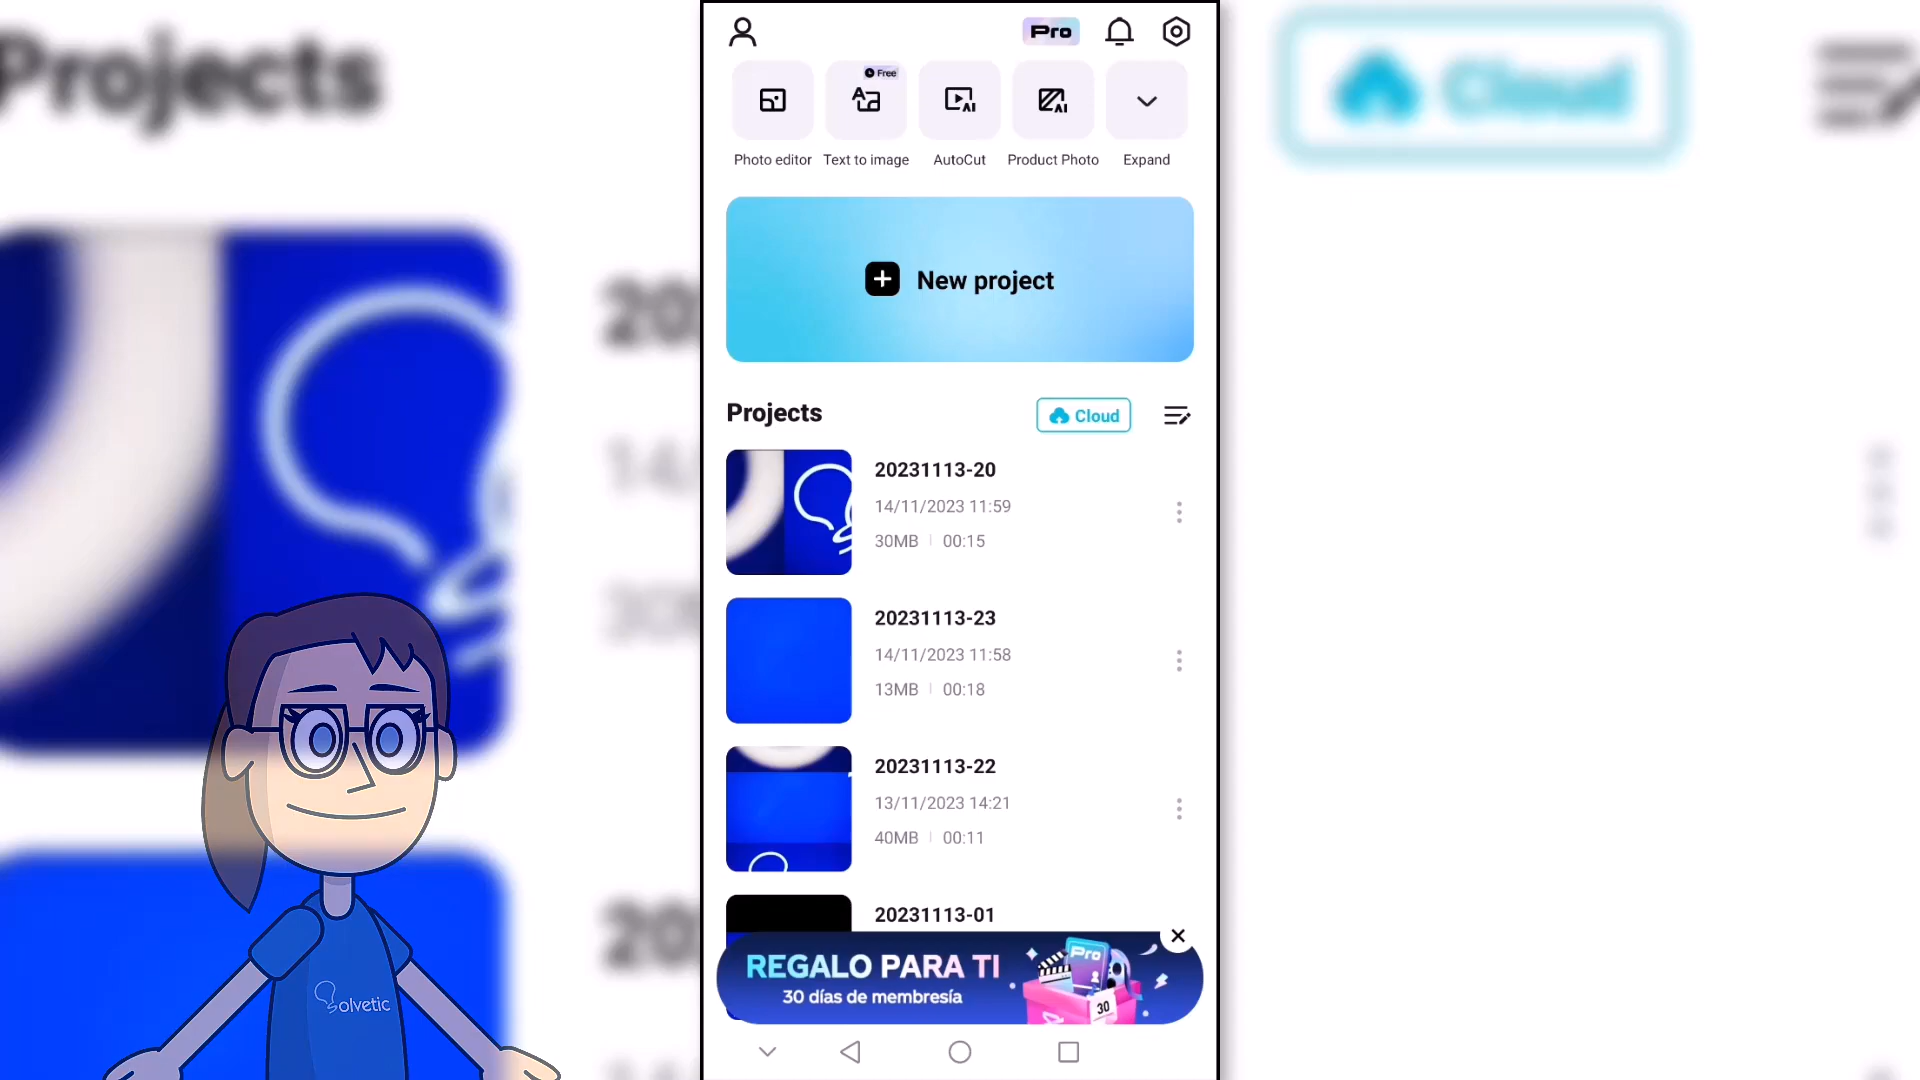 Projects
Cloud
Pro
Free
Photo editor
Text to image
AutoCut
Product Photo
Expand
New project
Projects
Cloud
20231113-20
14/11/2023 11:59
30MB
00:15
20231113-23
14/11/2023 11:58
13MB
00:18
20231113-22
13/11/2023 14:21
40MB
00:11
20231113-01
REGALO PARA TI
30 días de membresía
Pro
30
olvetic